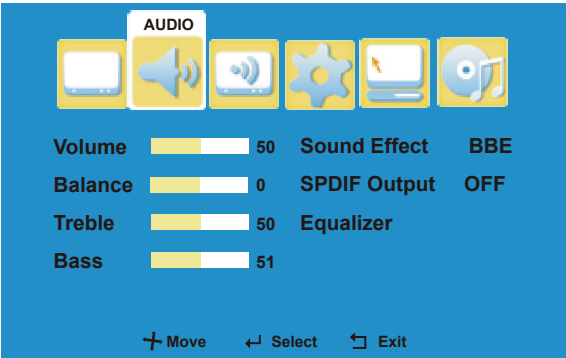 AUDIO
Volume 50 Sound Effect BBE
Balance 0 SPDIF Output OFF
Treble 50 Equalizer
Bass 51
Move Select Exit